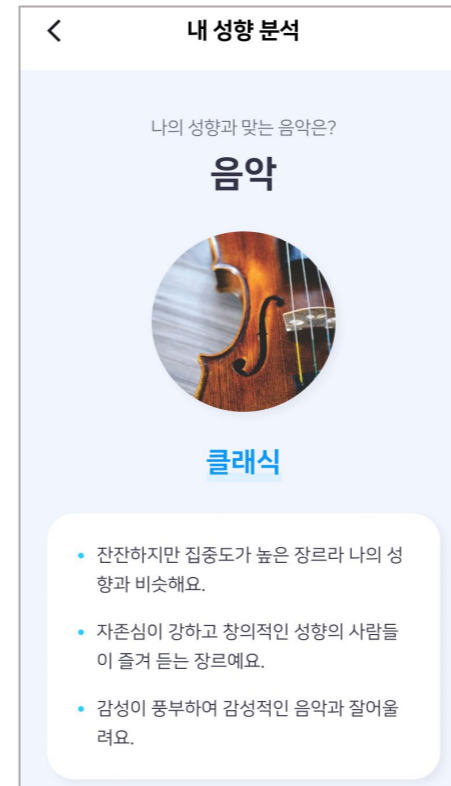 내 성향 분석
나의 성향과 맞는 음악은?
음악
클래식
• 잔잔하지만 집중도가 높은 장르라 나의 성
향과 비슷해요.
• 자존심이 강하고 창의적인 성향의 사람들
이 즐겨 듣는 장르예요.
• 감성이 풍부하여 감성적인 음악과 잘어울
려요.